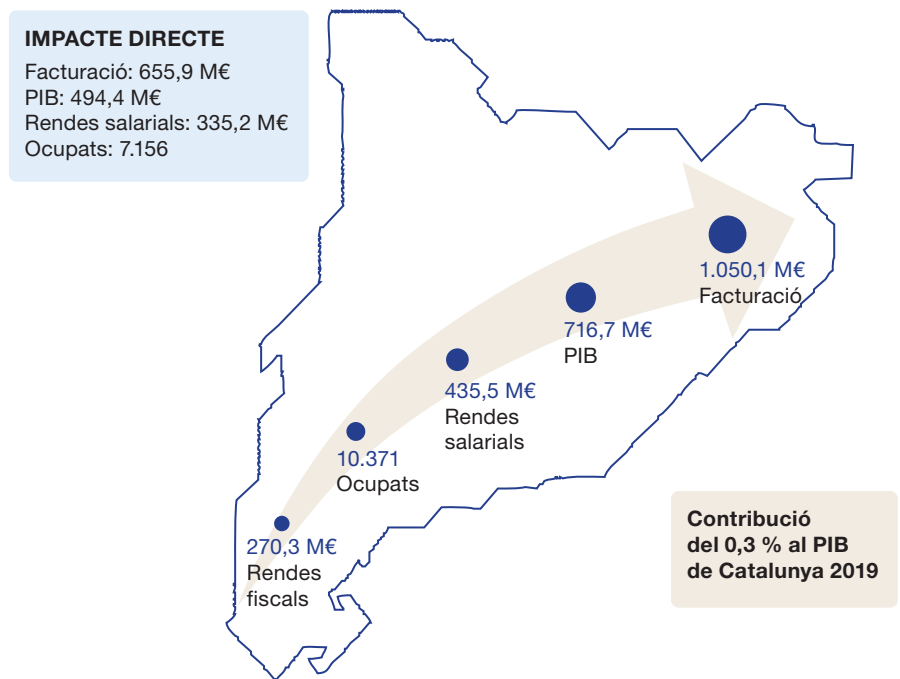 IMPACTE DIRECTE
Facturació: 655,9 M€
PIB: 494,4 M€
Rendes salarials: 335,2 M€
Ocupats: 7.156
1.050,1 M€
Facturació
716,7 M€
PIB
435,5 M€
Rendes
salarials
10.371
Ocupats
270,3 M€
Rendes
fiscals
Contribució
del 0,3 % al PIB
de Catalunya 2019